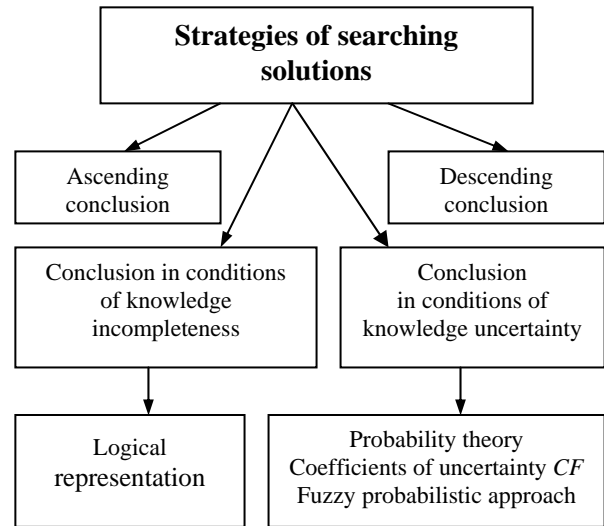 Strategies of searching
solutions
Ascending
conclusion
Descending
conclusion
Conclusion in conditions
of knowledge
incompleteness
Conclusion
in conditions of
knowledge uncertainty
Logical
representation
Probability theory
Coefficients of uncertainty CF
Fuzzy probabilistic approach